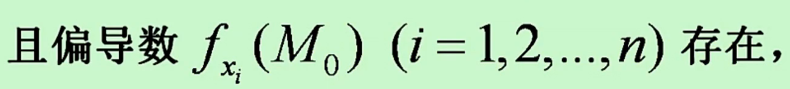 且偏导数 $f_{x_i}(M_0)$ $(i=1,2,...,n)$ 存在，